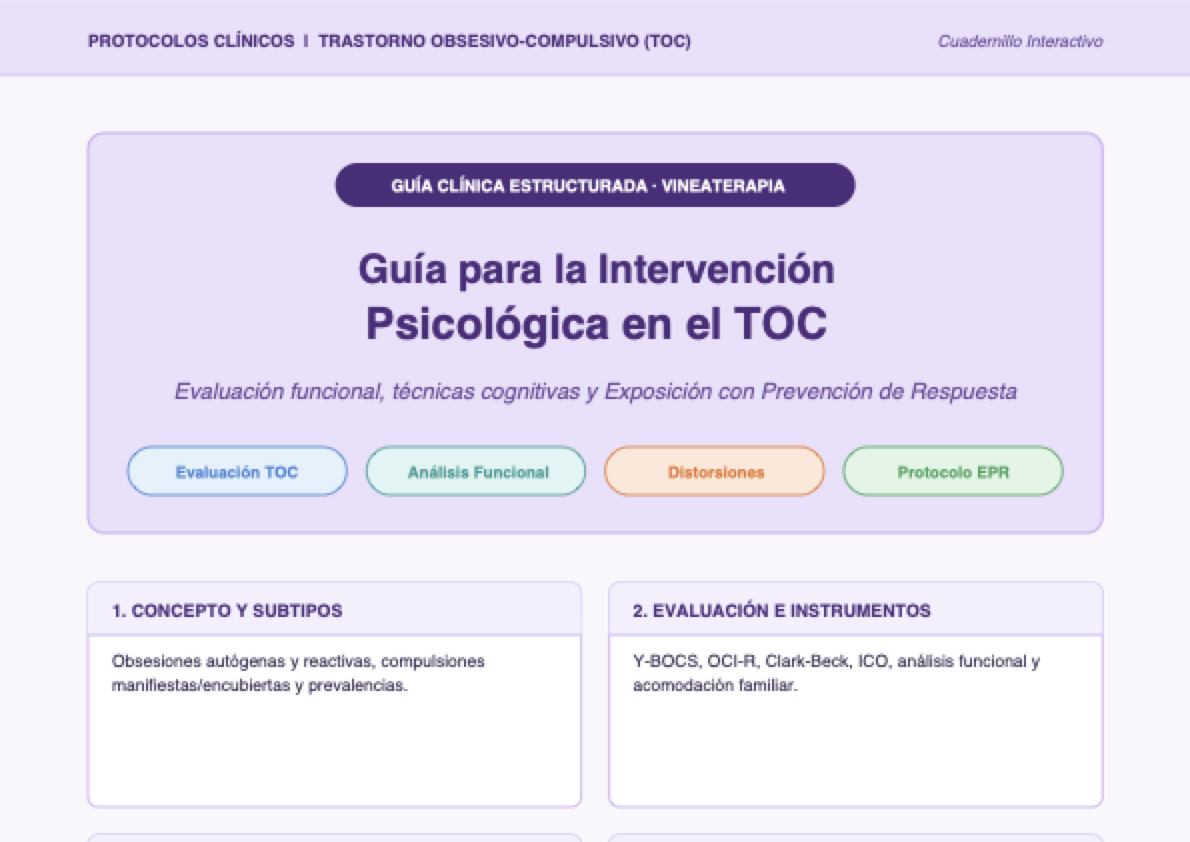 PROTOCOLOS CLÍNICOS | TRASTORNO OBSESIVO-COMPULSIVO (TOC)
Cuadernillo Interactivo
GUÍA CLÍNICA ESTRUCTURADA · VINEATERAPIA
Guía para la Intervención
Psicológica en el TOC
Evaluación funcional, técnicas cognitivas y Exposición con Prevención de Respuesta
Evaluación TOC
Análisis Funcional
Distorsiones
Protocolo EPR
1. CONCEPTO Y SUBTIPOS
Obsesiones autógenas y reactivas, compulsiones
manifiestas/encubiertas y prevalencias.
2. EVALUACIÓN E INSTRUMENTOS
Y-BOCS, OCI-R, Clark-Beck, ICO, análisis funcional y
acomodación familiar.